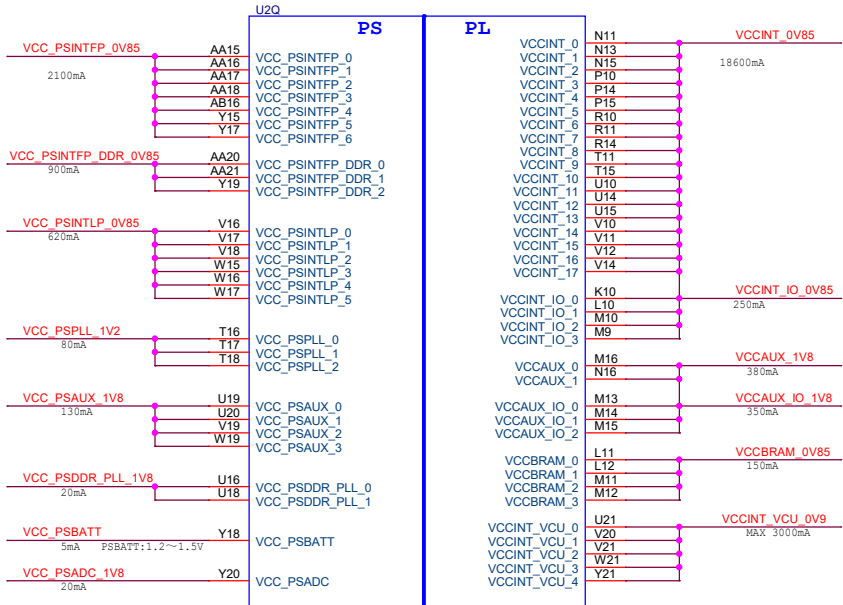 U2Q
PS
PL
VCC_PSINTFP_0V85
2100mA
AA15 VCC_PSINTFP_0
AA16 VCC_PSINTFP_1
AA17 VCC_PSINTFP_2
AA18 VCC_PSINTFP_3
AB16 VCC_PSINTFP_4
Y15 VCC_PSINTFP_5
Y17 VCC_PSINTFP_6
VCC_PSINTFP_DDR_0V85
900mA
AA20 VCC_PSINTFP_DDR_0
AA21 VCC_PSINTFP_DDR_1
Y19 VCC_PSINTFP_DDR_2
VCC_PSINTLP_0V85
620mA
V16 VCC_PSINTLP_0
V17 VCC_PSINTLP_1
V18 VCC_PSINTLP_2
W15 VCC_PSINTLP_3
W16 VCC_PSINTLP_4
W17 VCC_PSINTLP_5
VCC_PSPLL_1V2
80mA
T16 VCC_PSPLL_0
T17 VCC_PSPLL_1
T18 VCC_PSPLL_2
VCC_PSAUX_1V8
130mA
U19 VCC_PSAUX_0
U20 VCC_PSAUX_1
V19 VCC_PSAUX_2
W19 VCC_PSAUX_3
VCC_PSDDR_PLL_1V8
20mA
U16 VCC_PSDDR_PLL_0
U18 VCC_PSDDR_PLL_1
VCC_PSBATT
5mA PSBATT:1.2～1.5V
Y18 VCC_PSBATT
VCC_PSADC_1V8
20mA
Y20 VCC_PSADC
VCCINT_0 N11
VCCINT_1 N13
VCCINT_2 N15
VCCINT_3 P10
VCCINT_4 P14
VCCINT_5 P15
VCCINT_6 R10
VCCINT_7 R11
VCCINT_8 R14
VCCINT_9 T11
VCCINT_10 T15
VCCINT_11 U10
VCCINT_12 U14
VCCINT_13 U15
VCCINT_14 V10
VCCINT_15 V11
VCCINT_16 V12
VCCINT_17 V14
VCCINT_0V85
18600mA
VCCINT_IO_0 K10
VCCINT_IO_1 L10
VCCINT_IO_2 M10
VCCINT_IO_3 M9
VCCINT_IO_0V85
250mA
VCCAUX_0 M16
VCCAUX_1 N16
VCCAUX_1V8
380mA
VCCAUX_IO_0 M13
VCCAUX_IO_1 M14
VCCAUX_IO_2 M15
VCCAUX_IO_1V8
350mA
VCCBRAM_0 L11
VCCBRAM_1 L12
VCCBRAM_2 M11
VCCBRAM_3 M12
VCCBRAM_0V85
150mA
VCCINT_VCU_0 U21
VCCINT_VCU_1 V20
VCCINT_VCU_2 V21
VCCINT_VCU_3 W21
VCCINT_VCU_4 Y21
VCCINT_VCU_0V9
MAX 3000mA